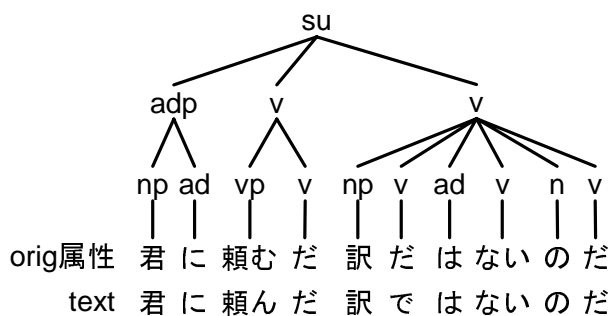 su
adp v v
np ad vp v np v ad v n v
orig属性 君 に 頼む だ 訳 だ は ない の だ
text 君 に 頼ん だ 訳 で は ない の だ